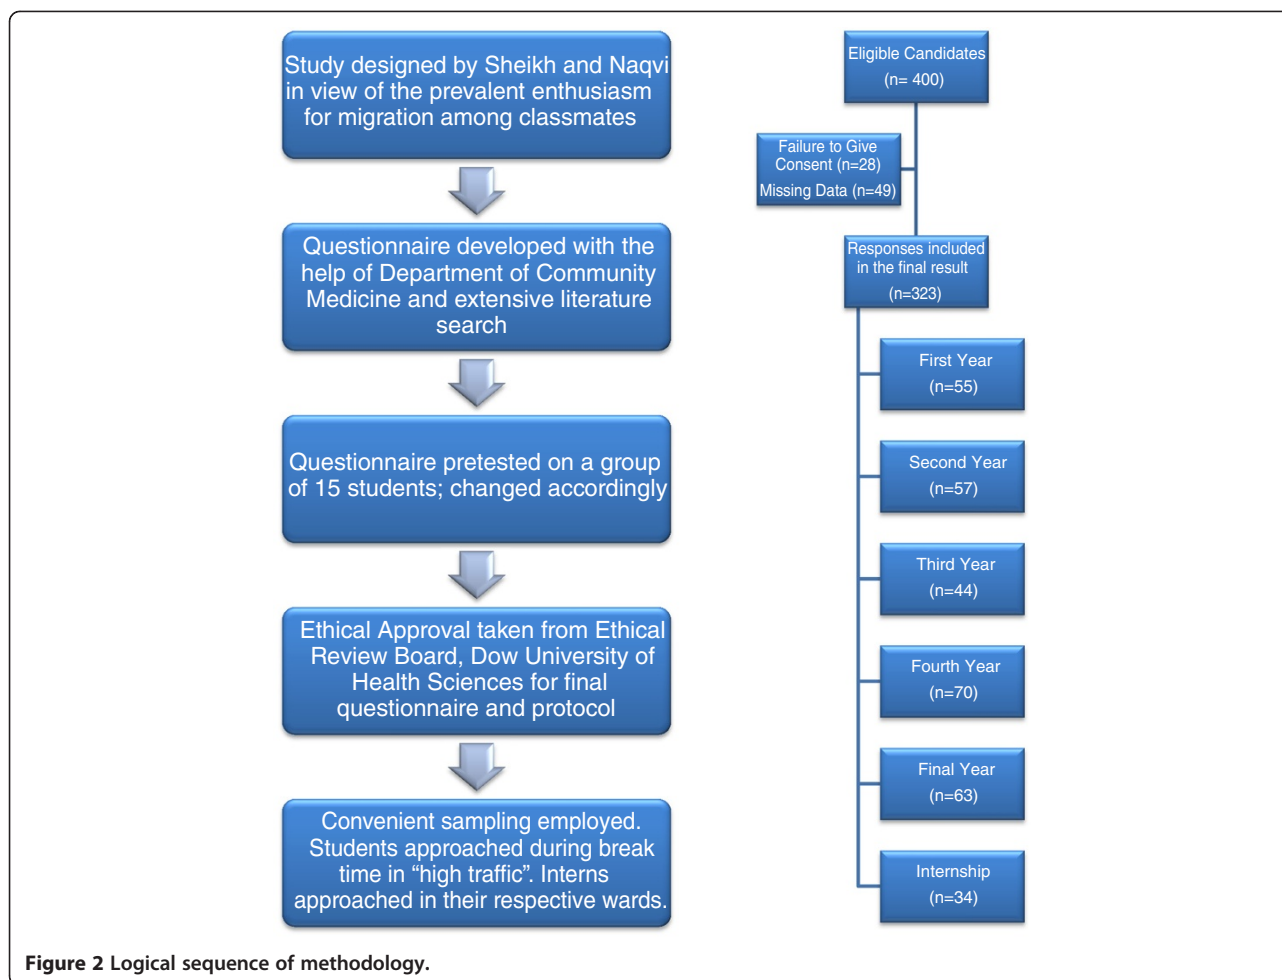 Study designed by Sheikh and Naqvi
in view of the prevalent enthusiasm
for migration among classmates
Questionnaire developed with the
help of Department of Community
Medicine and extensive literature
search
Questionnaire pretested on a group
of 15 students; changed accordingly
Ethical Approval taken from Ethical
Review Board, Dow University of
Health Sciences for final
questionnaire and protocol
Convenient sampling employed.
Students approached during break
time in “high traffic”. Interns
approached in their respective wards.
Eligible Candidates
(n= 400)
Failure to Give
Consent (n=28)
Missing Data (n=49)
Responses included
in the final result
(n=323)
First Year
(n=55)
Second Year
(n=57)
Third Year
(n=44)
Fourth Year
(n=70)
Final Year
(n=63)
Internship
(n=34)
Figure 2 Logical sequence of methodology.